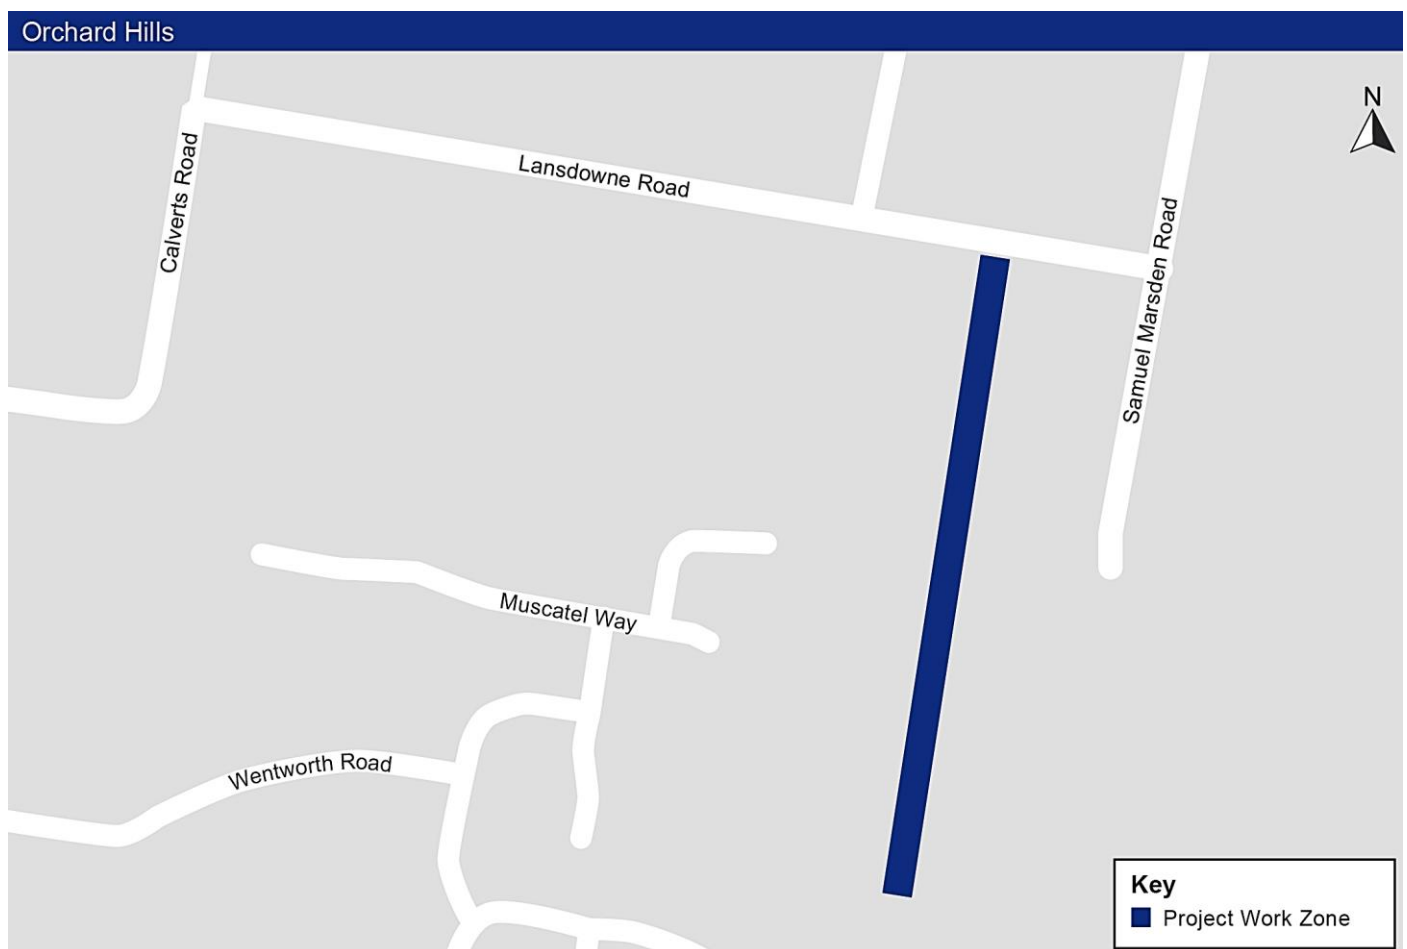 Orchard Hills
N
Lansdowne Road
Calverts Road
Samuel Marsden Road
Muscatel Way
Wentworth Road
Key
Project Work Zone